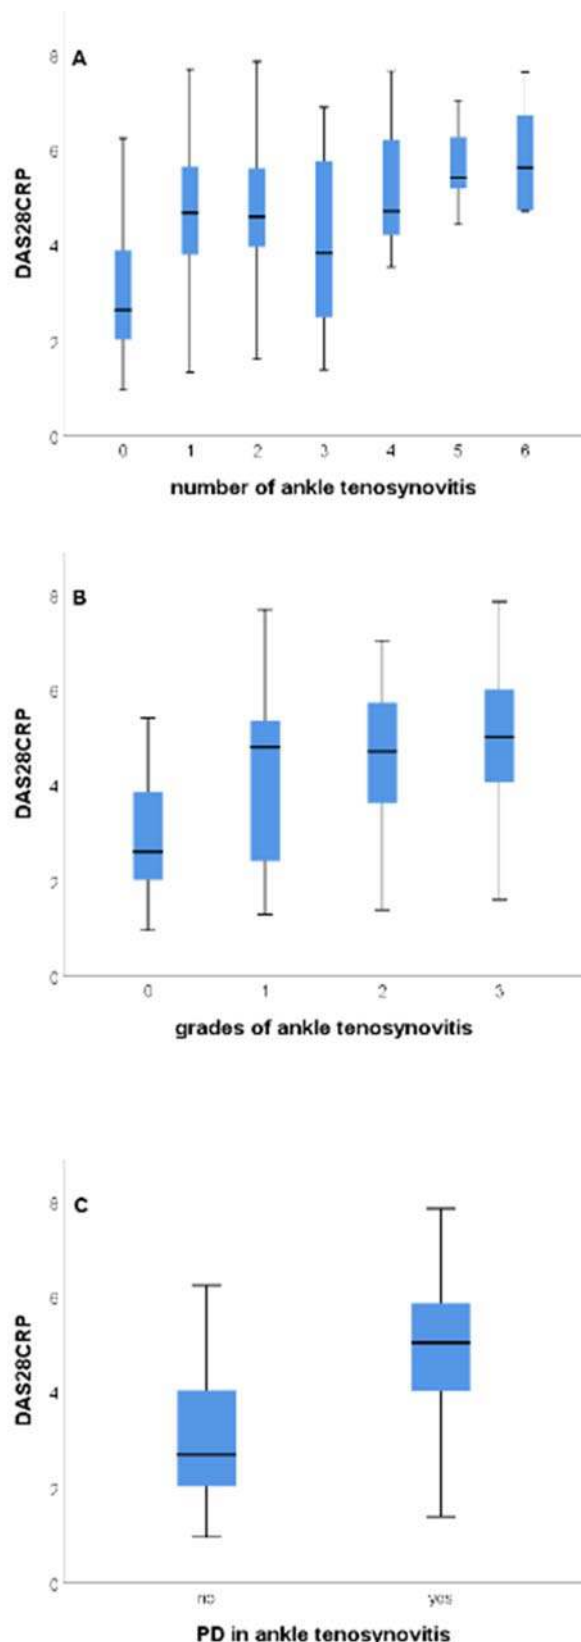 A
8
6
4
2
0
DAS28CRP
0 1 2 3 4 5 6
number of ankle tenosynovitis
B
8
6
4
2
0
DAS28CRP
0 1 2 3
grades of ankle tenosynovitis
C
8
6
4
2
0
DAS28CRP
no yes
PD in ankle tenosynovitis